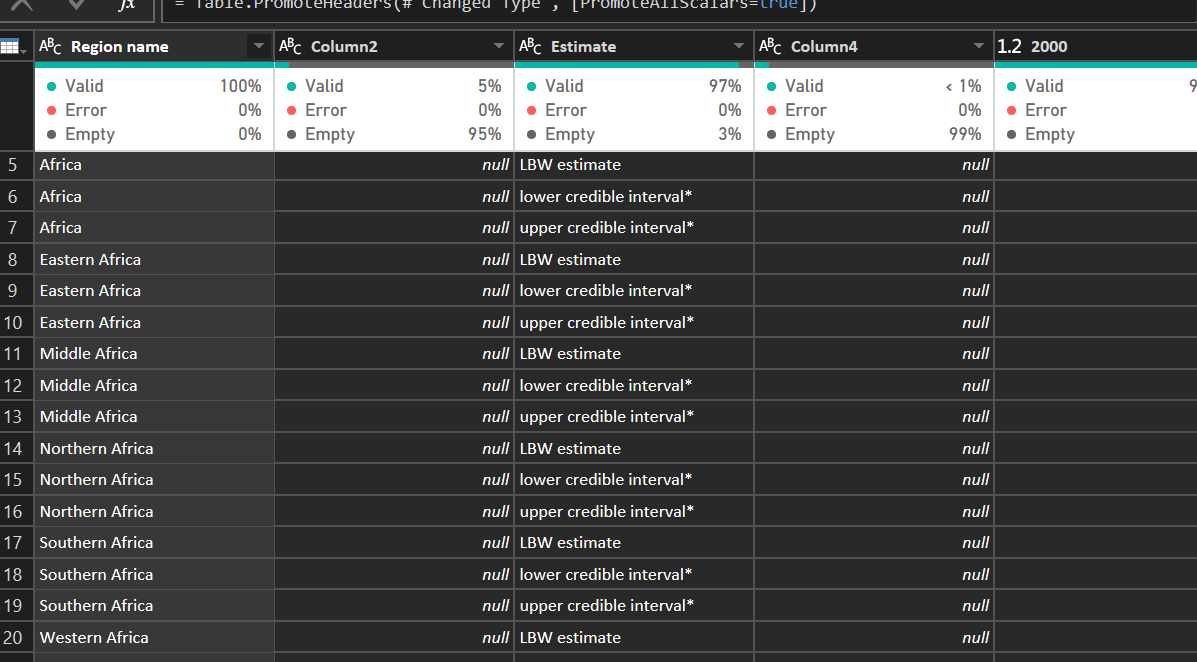 fx = Table.PromoteHeaders(#"Changed Type", [PromoteAllScalars=true])
ABC Region name ABC Column2 ABC Estimate ABC Column4 1.2 2000
Valid 100% Valid 5% Valid 97% Valid < 1% Valid 9
Error 0% Error 0% Error 0% Error 0% Error
Empty 0% Empty 95% Empty 3% Empty 99% Empty
5 Africa null LBW estimate null
6 Africa null lower credible interval* null
7 Africa null upper credible interval* null
8 Eastern Africa null LBW estimate null
9 Eastern Africa null lower credible interval* null
10 Eastern Africa null upper credible interval* null
11 Middle Africa null LBW estimate null
12 Middle Africa null lower credible interval* null
13 Middle Africa null upper credible interval* null
14 Northern Africa null LBW estimate null
15 Northern Africa null lower credible interval* null
16 Northern Africa null upper credible interval* null
17 Southern Africa null LBW estimate null
18 Southern Africa null lower credible interval* null
19 Southern Africa null upper credible interval* null
20 Western Africa null LBW estimate null